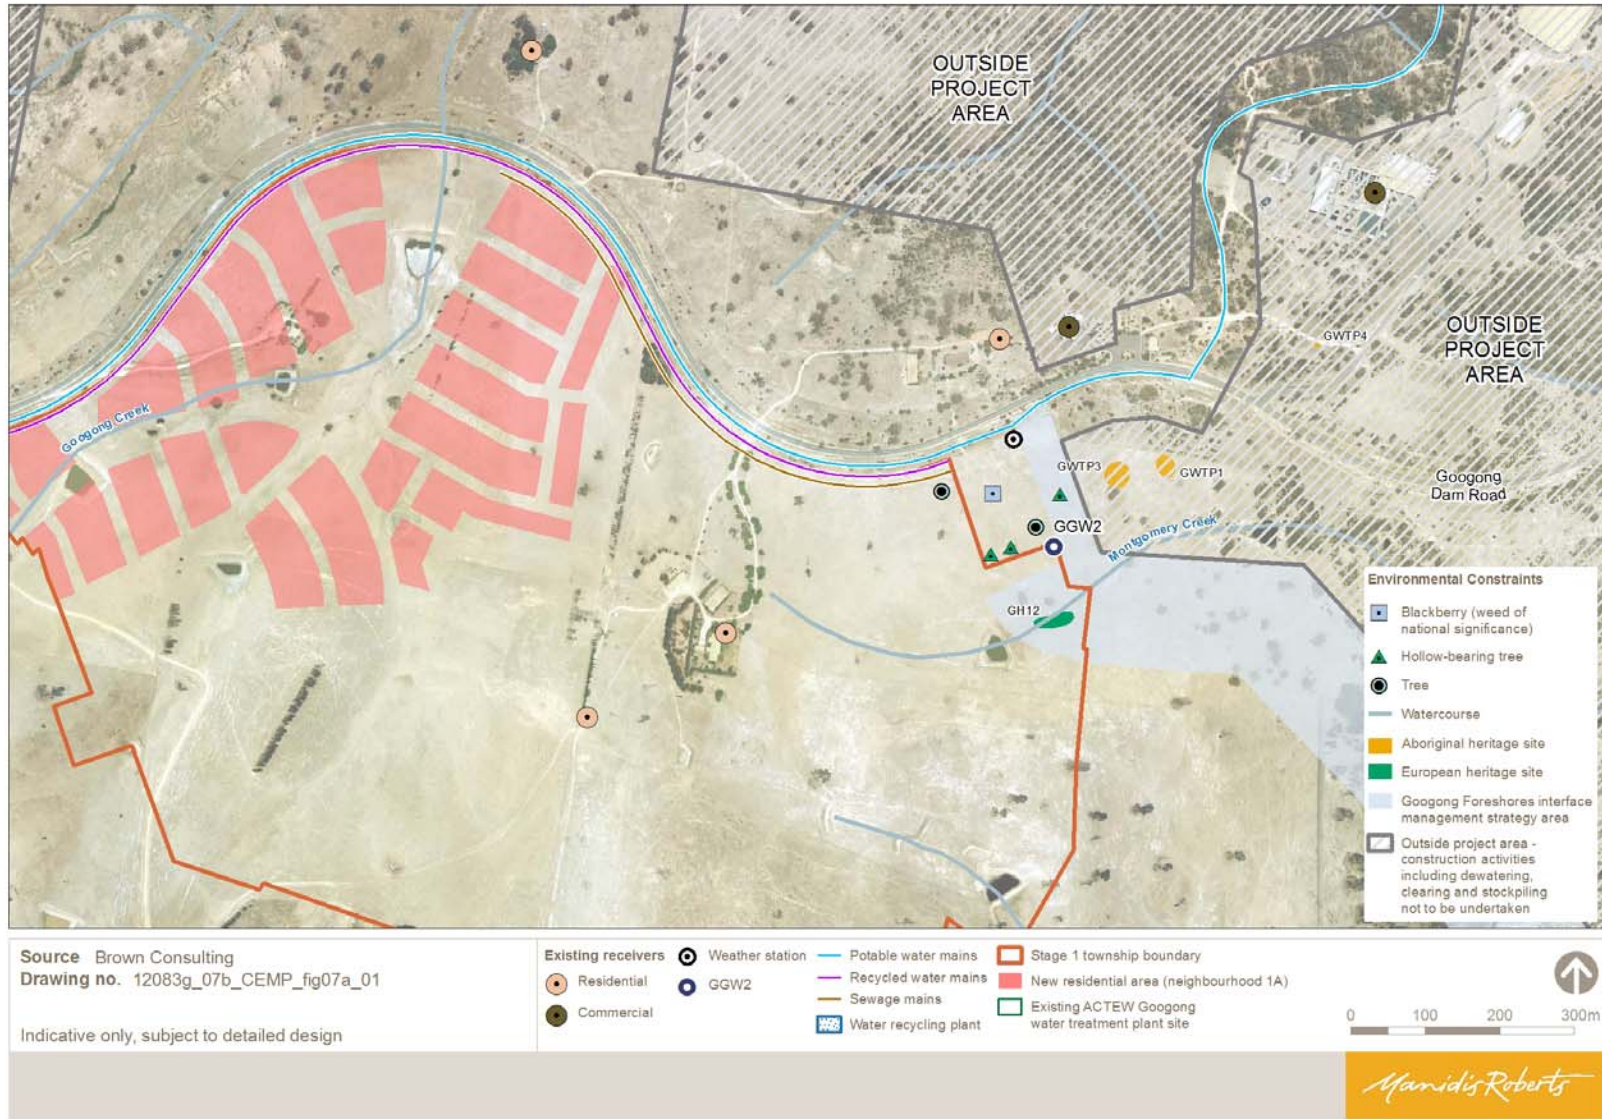 OUTSIDE
PROJECT
AREA
GWTP4
OUTSIDE
PROJECT
AREA
Googong Creek
GWTP3
GWTP1
Googong
Dam Road
GGW2
Montgomery Creek
GH12
Environmental Constraints
Blackberry (weed of
national significance)
Hollow-bearing tree
Tree
Watercourse
Aboriginal heritage site
European heritage site
Googong Foreshores interface
management strategy area
Outside project area -
construction activities
including dewatering,
clearing and stockpiling
not to be undertaken
Source Brown Consulting
Drawing no. 12083g_07b_CEMP_fig07a_01
Indicative only, subject to detailed design
Existing receivers
Residential
Commercial
Weather station
GGW2
Potable water mains
Recycled water mains
Sewage mains
Water recycling plant
Stage 1 township boundary
New residential area (neighbourhood 1A)
Existing ACTEW Googong
water treatment plant site
0 100 200 300m
Manidis Roberts